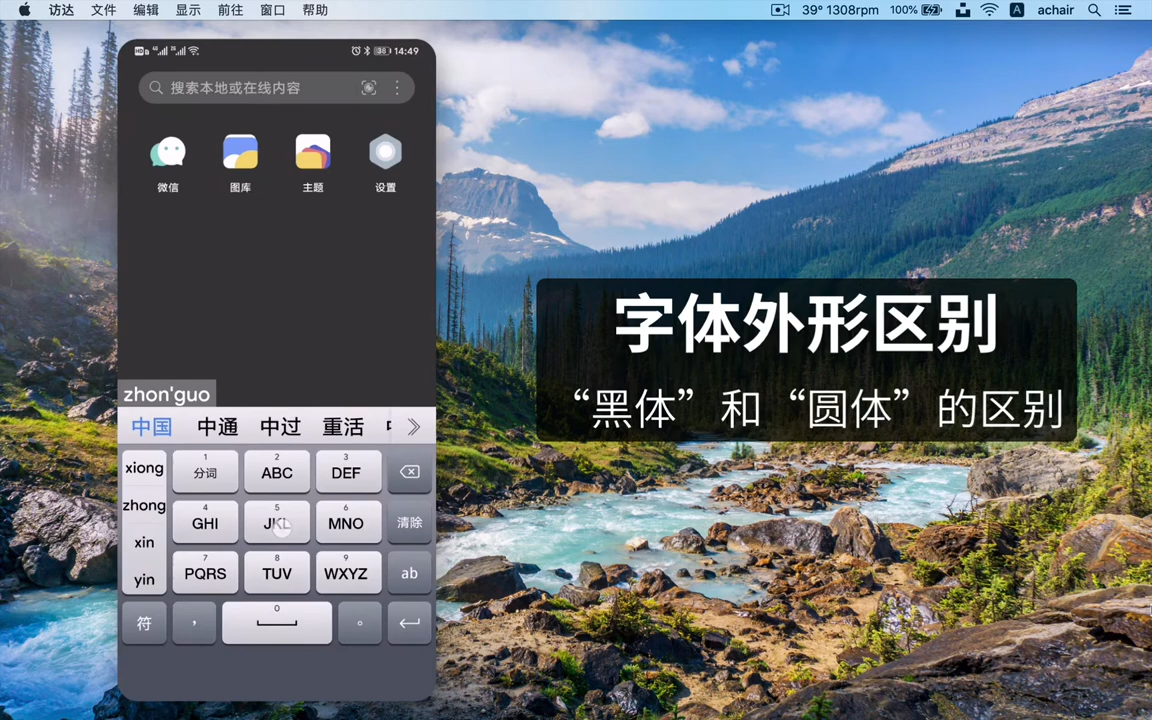 访达 文件 编辑 显示 前往 窗口 帮助 39° 1308rpm 100% A achair
14:49
搜索本地或在线内容
微信 图库 主题 设置
字体外形区别
“黑体”和“圆体”的区别
zhon'guo
中国 中通 中过 重活
xiong
zhong
xin
yin
1 分词 2 ABC 3 DEF
4 GHI 5 JKL 6 MNO 清除
7 PQRS 8 TUV 9 WXYZ ab
符 ， 0 。